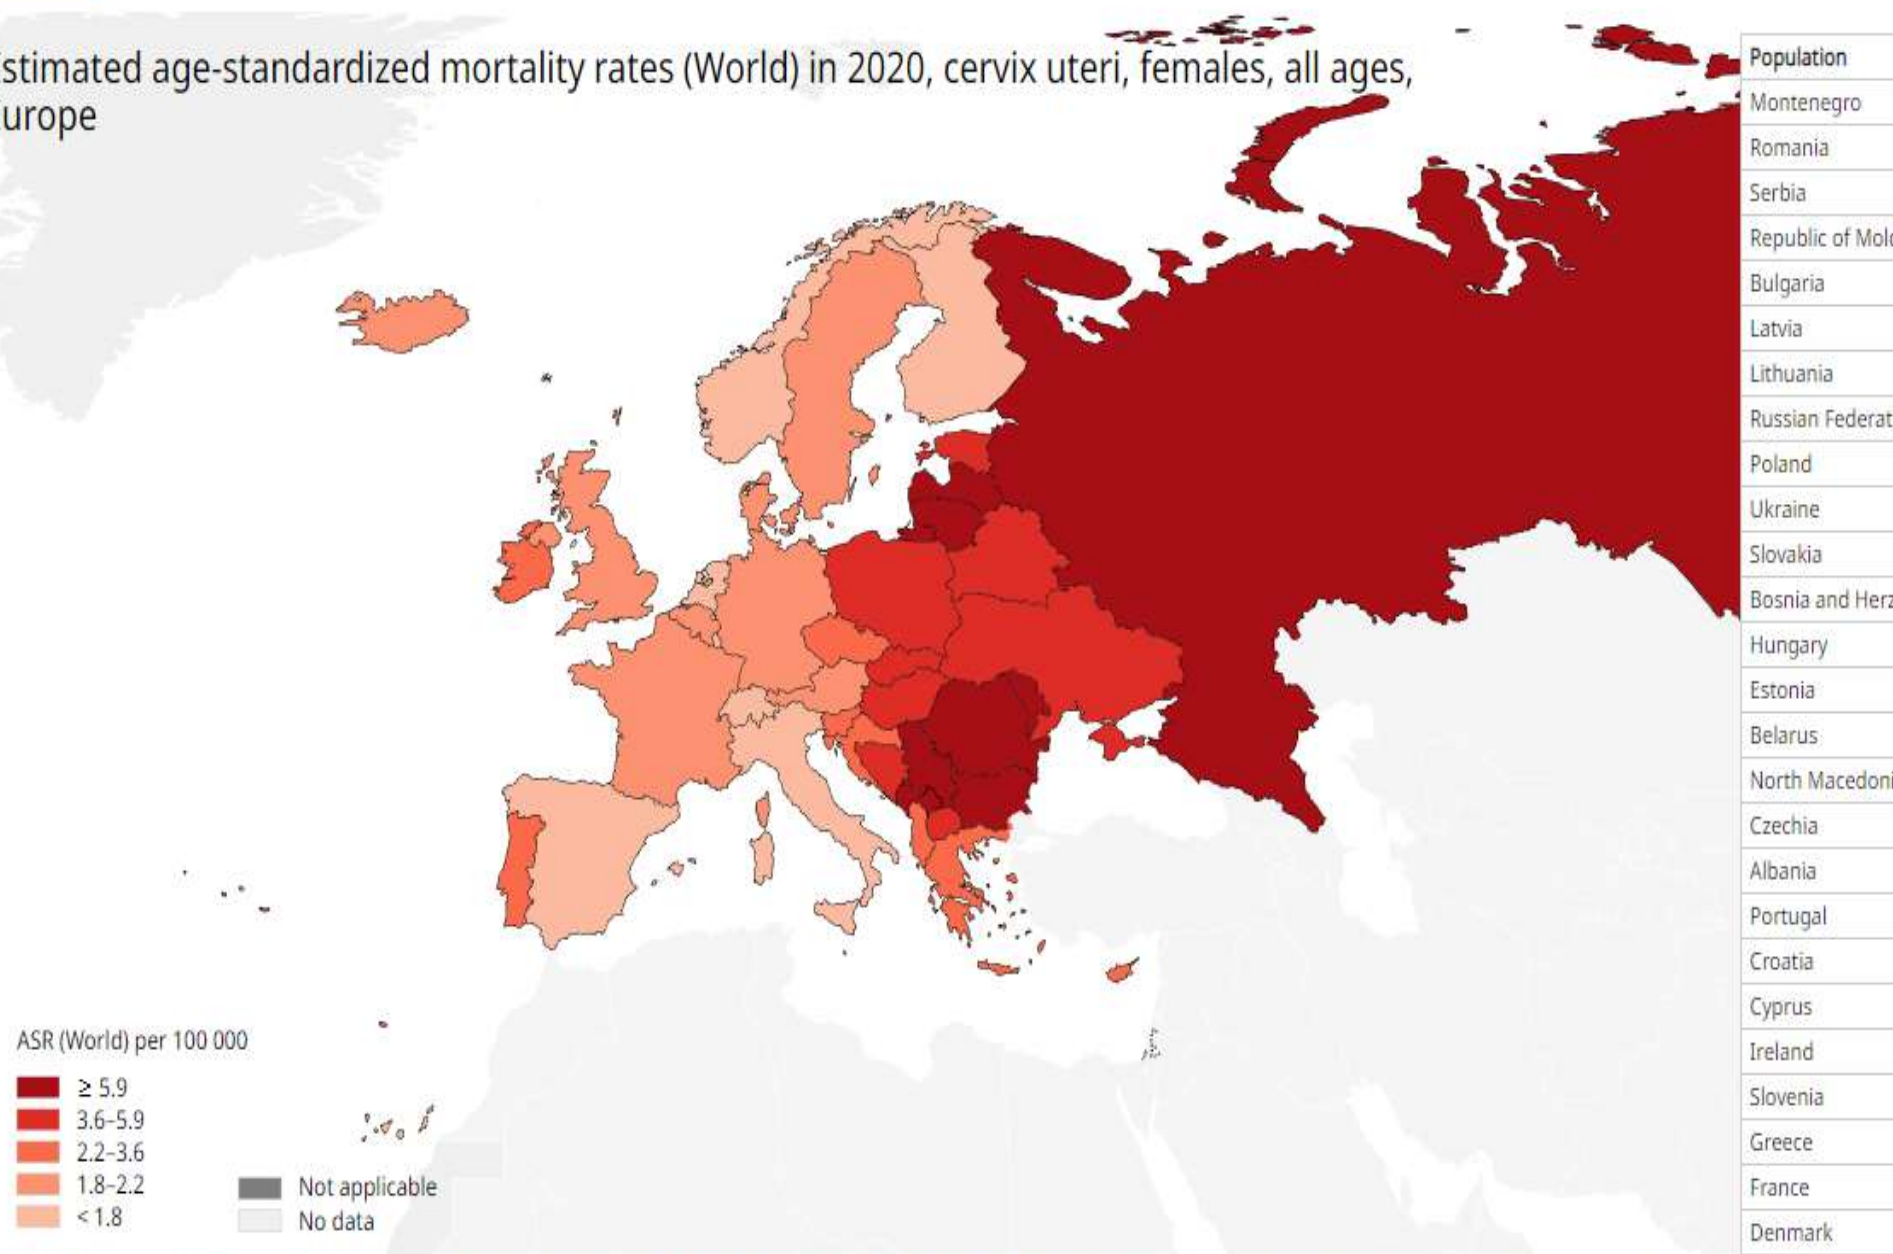 stimated age-standardized mortality rates (World) in 2020, cervix uteri, females, all ages,
urope
Population
Montenegro
Romania
Serbia
Republic of Mold
Bulgaria
Latvia
Lithuania
Russian Federat
Poland
Ukraine
Slovakia
Bosnia and Herz
Hungary
Estonia
Belarus
North Macedoni
Czechia
Albania
Portugal
Croatia
Cyprus
Ireland
Slovenia
Greece
France
Denmark
ASR (World) per 100 000
≥ 5.9
3.6–5.9
2.2–3.6
1.8–2.2
< 1.8
Not applicable
No data